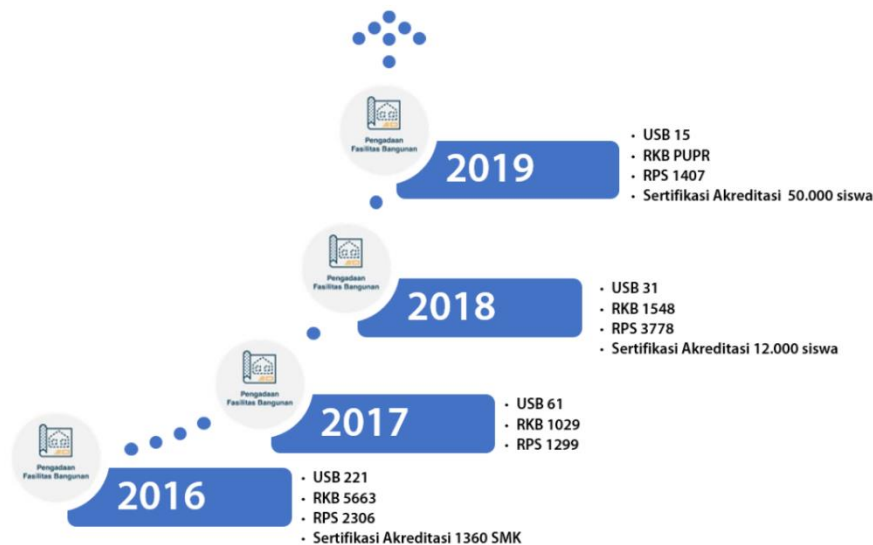 Pengadaan
Fasilitas Bangunan
2019
• USB 15
• RKB PUPR
• RPS 1407
• Sertifikasi Akreditasi 50.000 siswa
Pengadaan
Fasilitas Bangunan
2018
• USB 31
• RKB 1548
• RPS 3778
• Sertifikasi Akreditasi 12.000 siswa
Pengadaan
Fasilitas Bangunan
2017
• USB 61
• RKB 1029
• RPS 1299
Pengadaan
Fasilitas Bangunan
2016
• USB 221
• RKB 5663
• RPS 2306
• Sertifikasi Akreditasi 1360 SMK